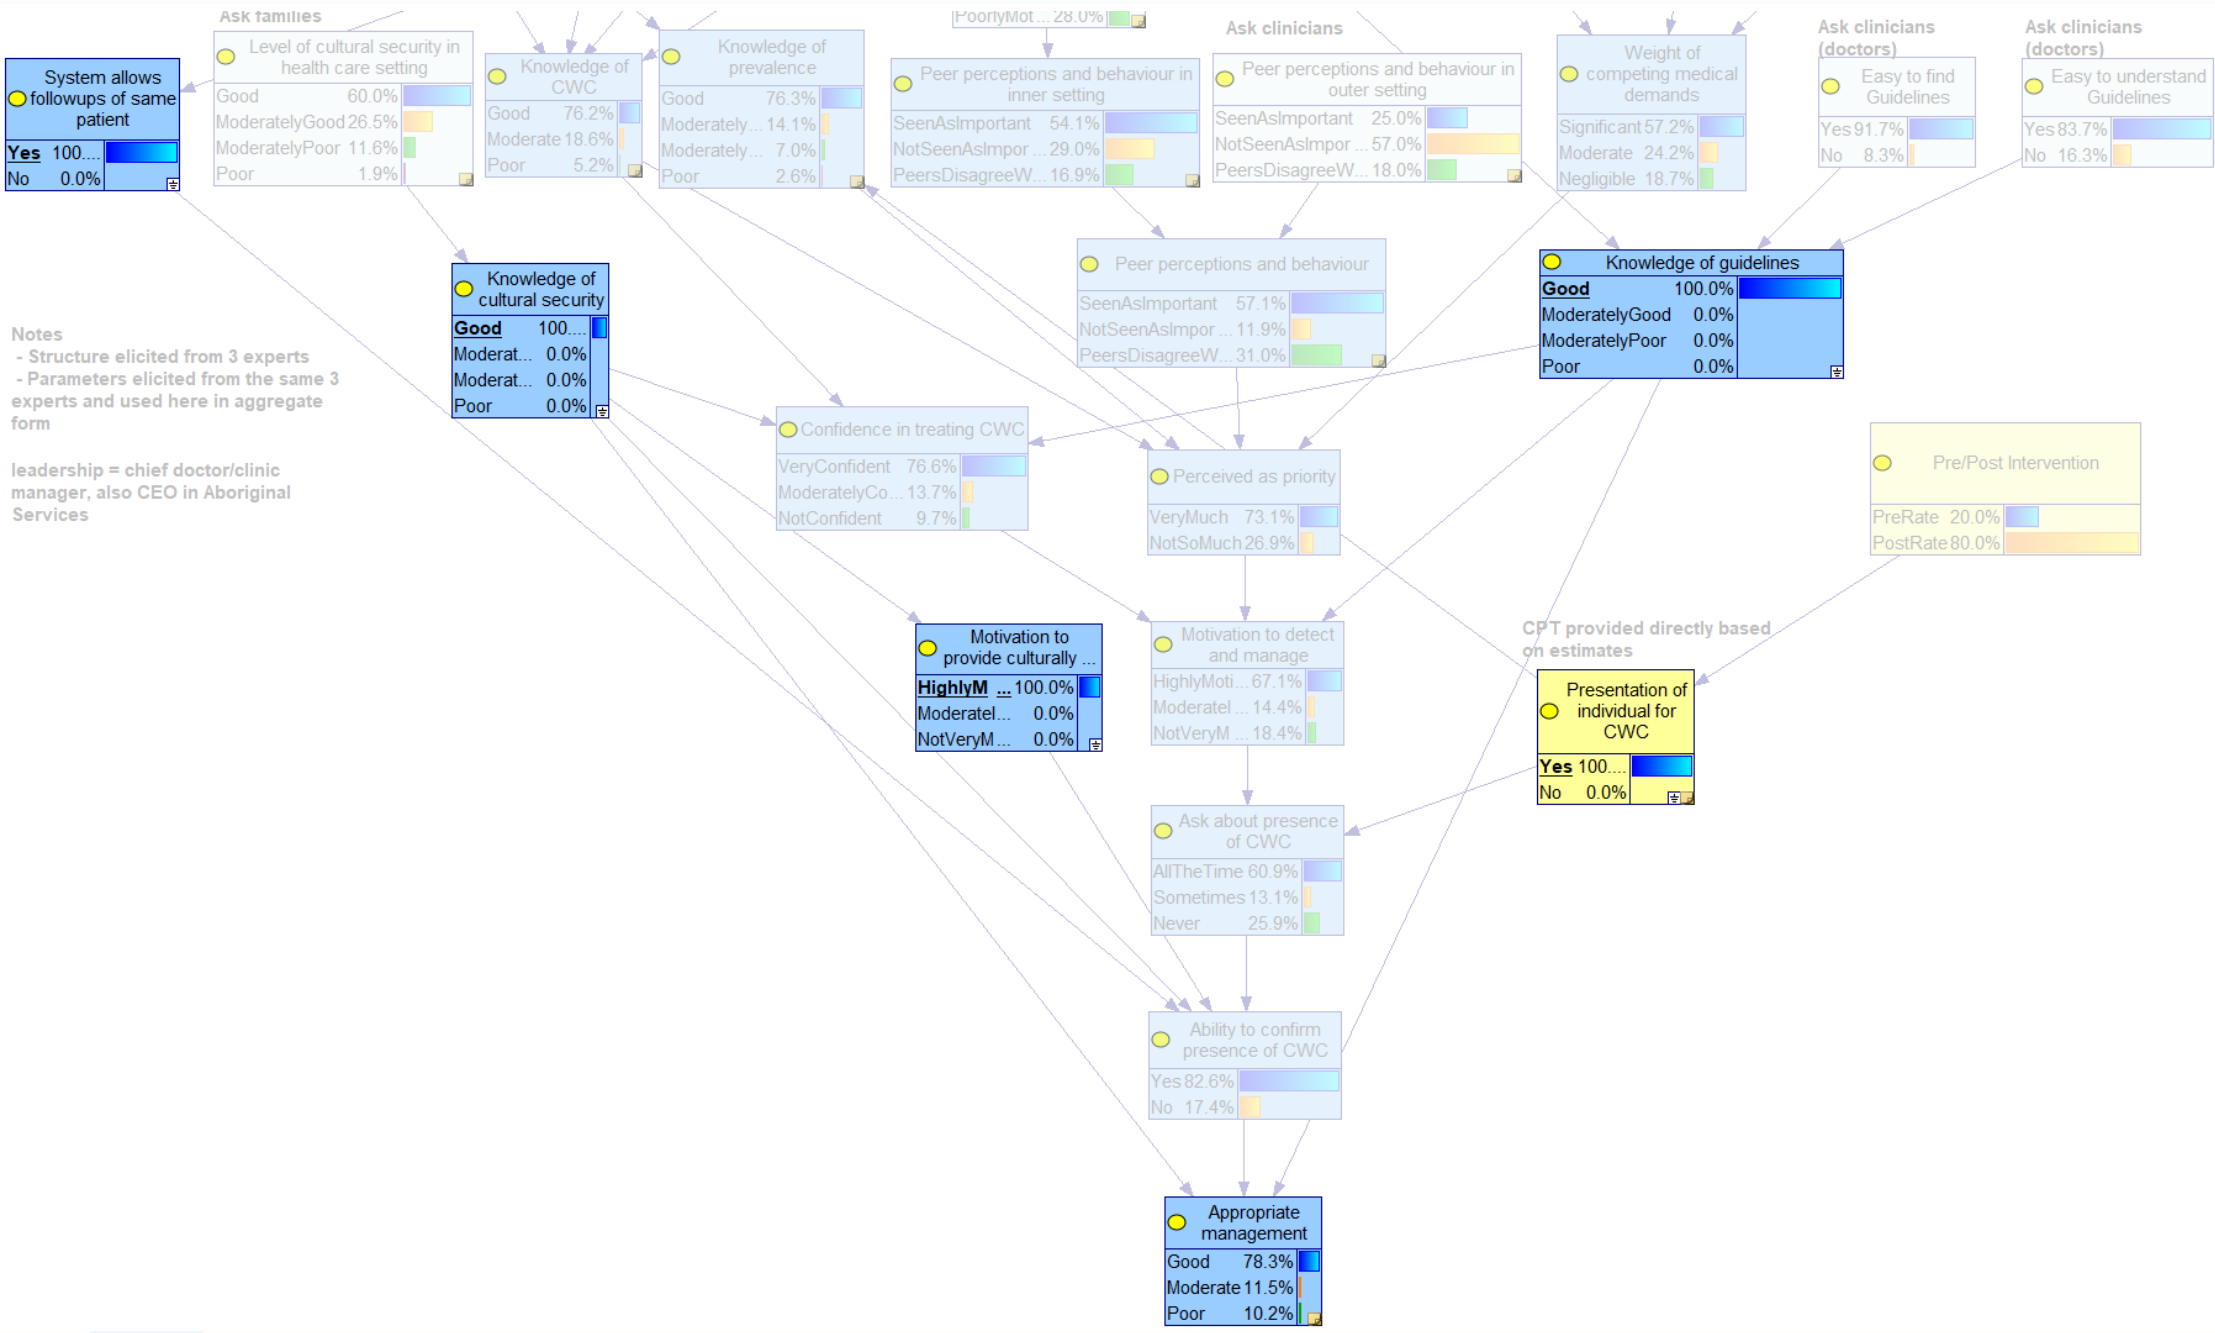 Ask families
PoorlyMot ... 28.0%
Ask clinicians
Ask clinicians
(doctors)
Ask clinicians
(doctors)
System allows
followups of same
patient
Yes 100....
No 0.0%
Level of cultural security in
health care setting
Good 60.0%
ModeratelyGood 26.5%
ModeratelyPoor 11.6%
Poor 1.9%
Knowledge of
CWC
Good 76.2%
Moderate 18.6%
Poor 5.2%
Knowledge of
prevalence
Good 76.3%
Moderately... 14.1%
Moderately... 7.0%
Poor 2.6%
Peer perceptions and behaviour in
inner setting
SeenAsImportant 54.1%
NotSeenAsImpor ... 29.0%
PeersDisagreeW... 16.9%
Peer perceptions and behaviour in
outer setting
SeenAsImportant 25.0%
NotSeenAsImpor ... 57.0%
PeersDisagreeW... 18.0%
Weight of
competing medical
demands
Significant 57.2%
Moderate 24.2%
Negligible 18.7%
Easy to find
Guidelines
Yes 91.7%
No 8.3%
Easy to understand
Guidelines
Yes 83.7%
No 16.3%
Knowledge of
cultural security
Good 100....
Moderat... 0.0%
Moderat... 0.0%
Poor 0.0%
Peer perceptions and behaviour
SeenAsImportant 57.1%
NotSeenAsImpor ... 11.9%
PeersDisagreeW... 31.0%
Knowledge of guidelines
Good 100.0%
ModeratelyGood 0.0%
ModeratelyPoor 0.0%
Poor 0.0%
Notes
- Structure elicited from 3 experts
- Parameters elicited from the same 3
experts and used here in aggregate
form
leadership = chief doctor/clinic
manager, also CEO in Aboriginal
Services
Confidence in treating CWC
VeryConfident 76.6%
ModeratelyCo... 13.7%
NotConfident 9.7%
Perceived as priority
VeryMuch 73.1%
NotSoMuch 26.9%
Pre/Post Intervention
PreRate 20.0%
PostRate 80.0%
Motivation to
provide culturally ...
HighlyM ... 100.0%
Moderatel... 0.0%
NotVeryM ... 0.0%
Motivation to detect
and manage
HighlyMoti... 67.1%
Moderatel ... 14.4%
NotVeryM ... 18.4%
CPT provided directly based
on estimates
Presentation of
individual for
CWC
Yes 100....
No 0.0%
Ask about presence
of CWC
AllTheTime 60.9%
Sometimes 13.1%
Never 25.9%
Ability to confirm
presence of CWC
Yes 82.6%
No 17.4%
Appropriate
management
Good 78.3%
Moderate 11.5%
Poor 10.2%